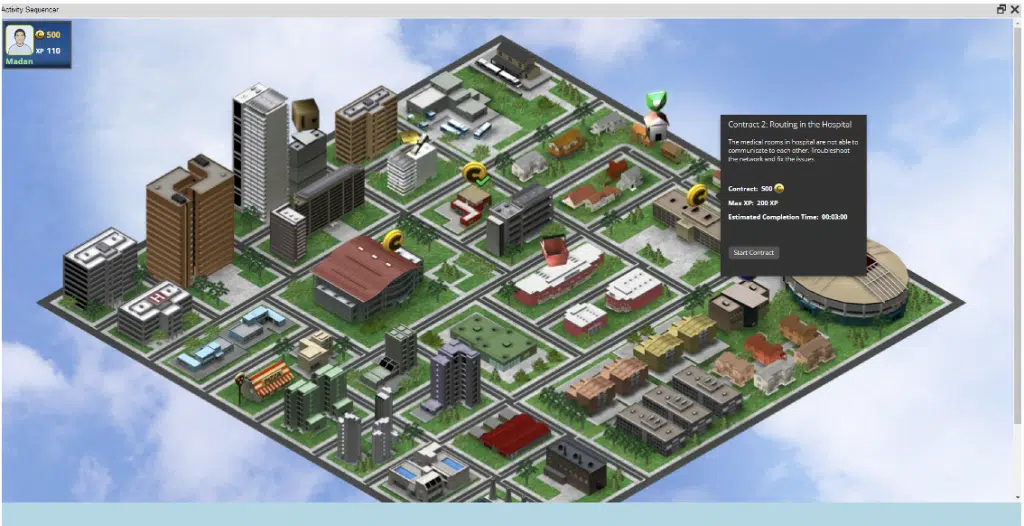 Activity Sequencer
500
XP 110
Madan
Contract 2: Routing in the Hospital
The medical rooms in hospital are not able to
communicate to each other. Troubleshoot
the network and fix the issues.
Contract: 500
Max XP: 200 XP
Estimated Completion Time: 00:03:00
Start Contract
H